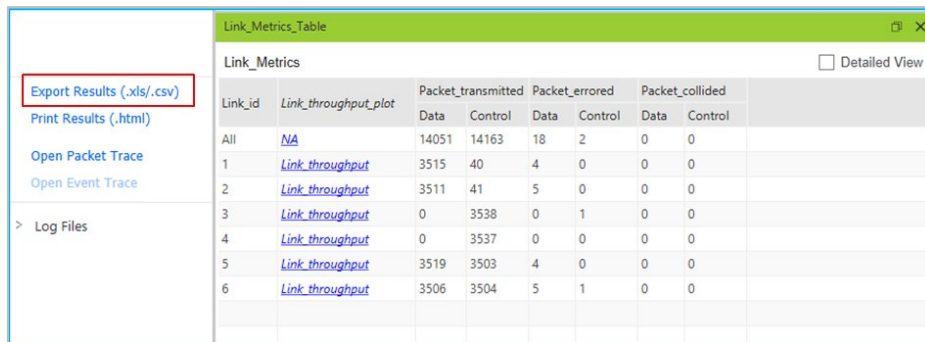 Link_Metrics_Table
Link_Metrics
Detailed View
Export Results (.xls/.csv)
Print Results (.html)
Open Packet Trace
Open Event Trace
> Log Files
Link_id Link_throughput_plot Packet_transmitted Packet_errored Packet_collided
Data Control Data Control Data Control
All NA 14051 14163 18 2 0 0
1 Link_throughput 3515 40 4 0 0 0
2 Link_throughput 3511 41 5 0 0 0
3 Link_throughput 0 3538 0 1 0 0
4 Link_throughput 0 3537 0 0 0 0
5 Link_throughput 3519 3503 4 0 0 0
6 Link_throughput 3506 3504 5 1 0 0